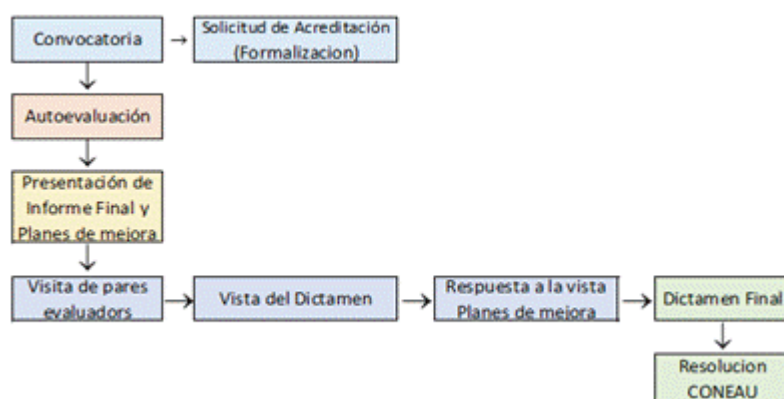 Convocatoria
Solicitud de Acreditación
(Formalizacion)
Autoevaluación
Presentación de
Informe Final y
Planes de mejora
Visita de pares
evaluadors
Vista del Dictamen
Respuesta a la vista
Planes de mejora
Dictamen Final
Resolucion
CONEAU